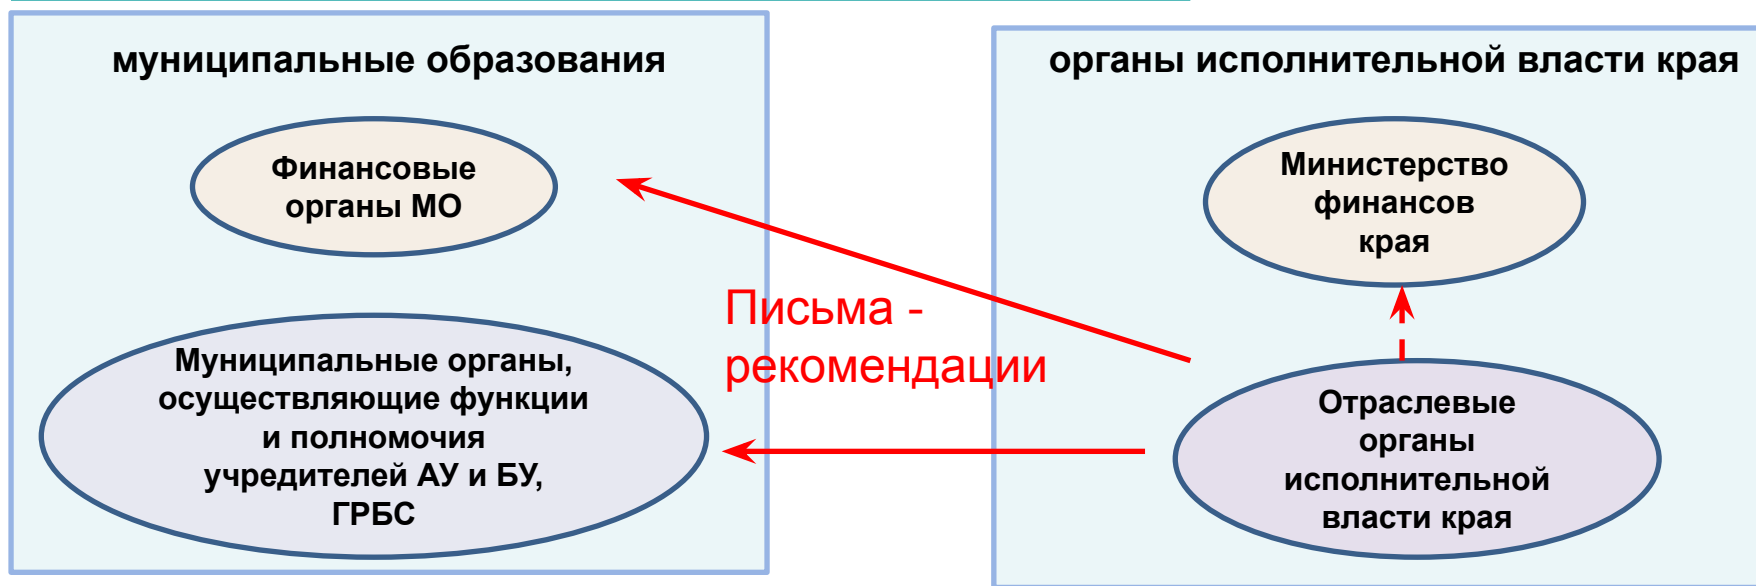 муниципальные образования
Финансовые
органы МО
Муниципальные органы,
осуществляющие функции
и полномочия
учредителей АУ и БУ,
ГРБС
Письма -
рекомендации
органы исполнительной власти края
Министерство
финансов
края
Отраслевые
органы
исполнительной
власти края